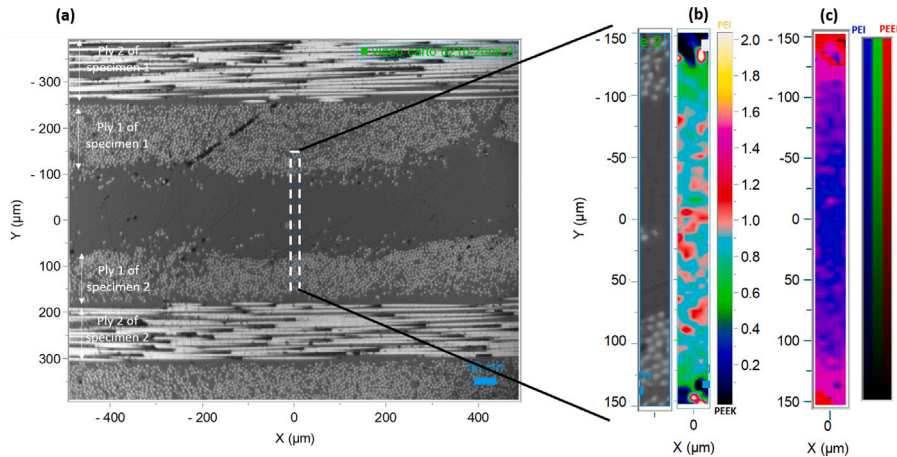 (a)
Ply 2 of
specimen 1
Ply 1 of
specimen 1
Ply 1 of
specimen 2
Ply 2 of
specimen 2
-300
-200
- 100
0
100
200
300
Y (µm)
-400
-200
0
200
400
X (µm)
(b)
PEI
- 150
- 100
-50
0
50
100
150
Y (µm)
0
X (µm)
2.0
1.8
1.6
1.4
1.2
1.0
0.8
0.6
0.4
0.2
PEEK
(c)
PEI
PEEK
- 150
100
-50
0
50
100
150
0
X (µm)